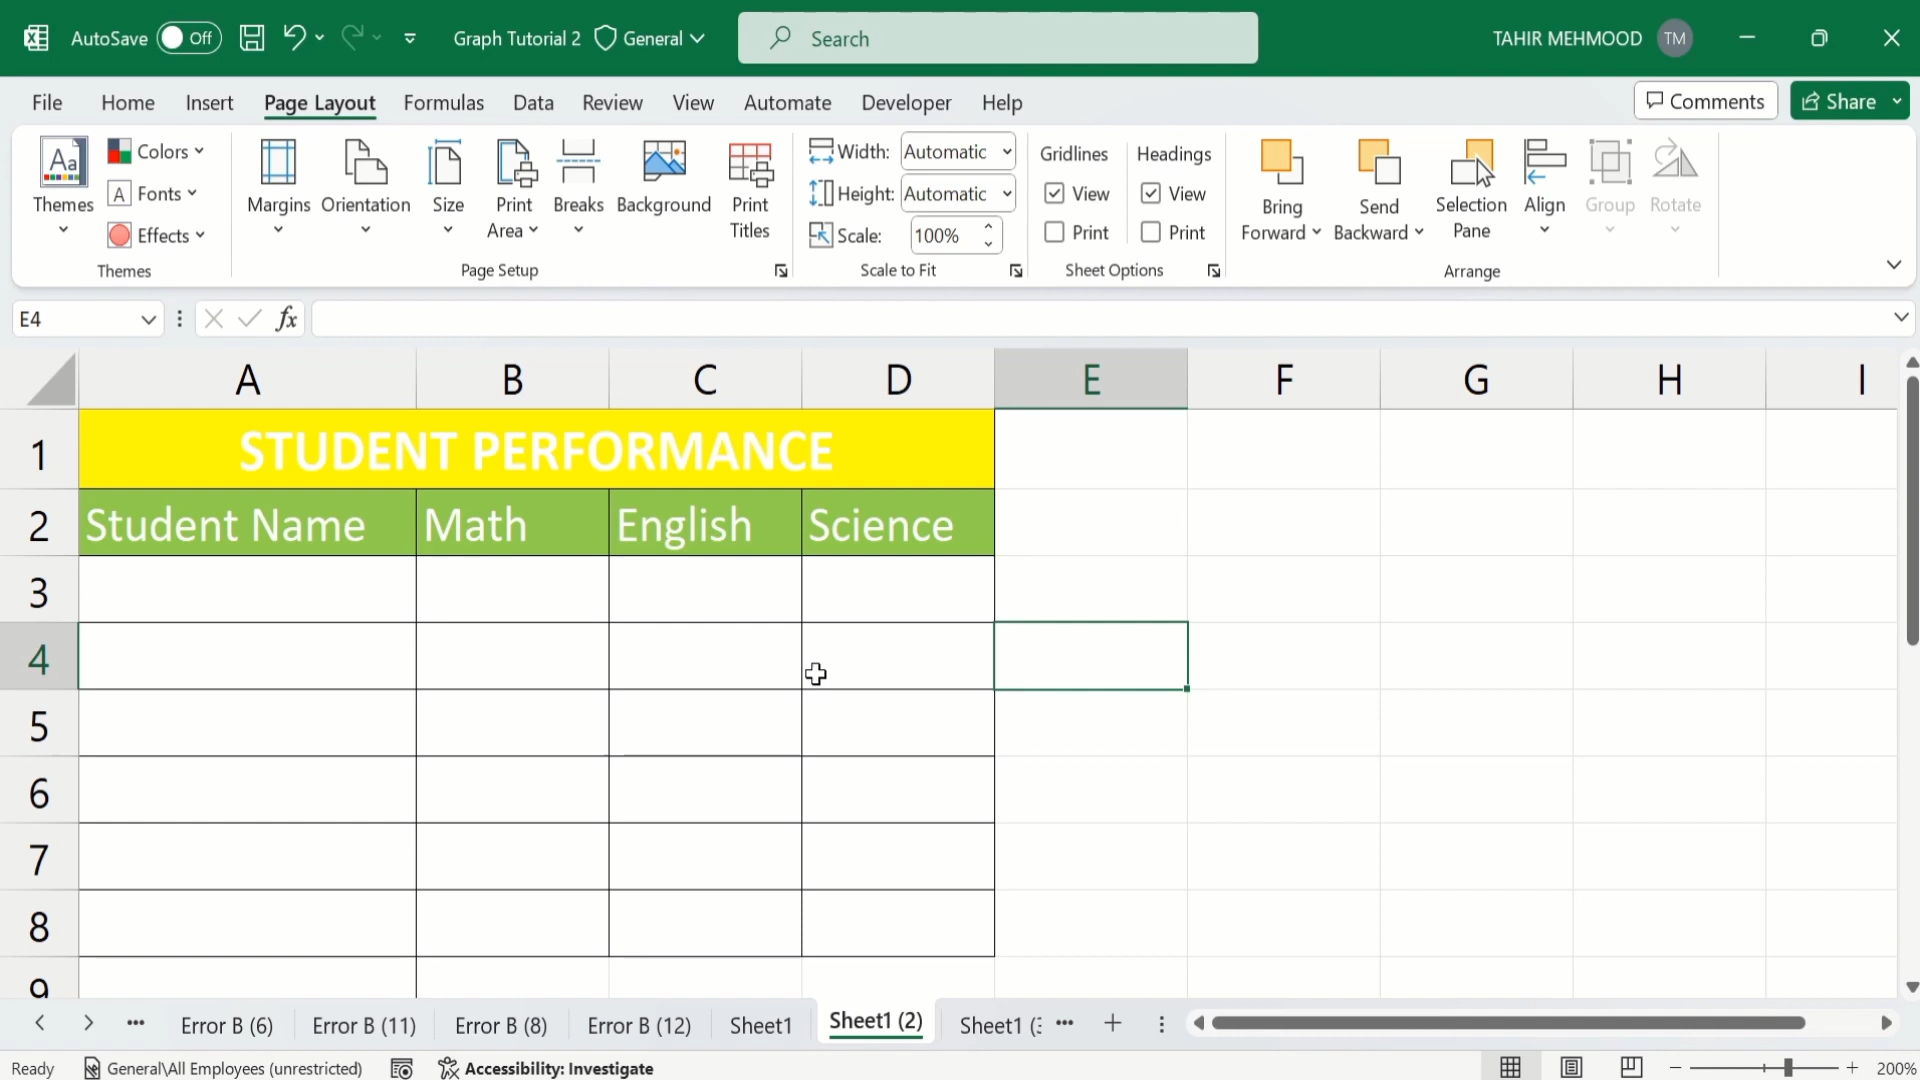 AutoSave Off Graph Tutorial 2 General Search TAHIR MEHMOOD TM
File Home Insert Page Layout Formulas Data Review View Automate Developer Help Comments Share
Themes Colors Fonts Effects
Themes
Margins Orientation Size Print Area Breaks Background Print Titles
Page Setup
Width: Automatic
Height: Automatic
Scale: 100%
Scale to Fit
Gridlines Headings
View View
Print Print
Sheet Options
Bring Forward Send Backward Selection Pane Align Group Rotate
Arrange
E4 fx
A B C D E F G H I
1 STUDENT PERFORMANCE
2 Student Name Math English Science
3
4
5
6
7
8
9
Error B (6) Error B (11) Error B (8) Error B (12) Sheet1 Sheet1 (2) Sheet1 (
Ready General\All Employees (unrestricted) Accessibility: Investigate 200%